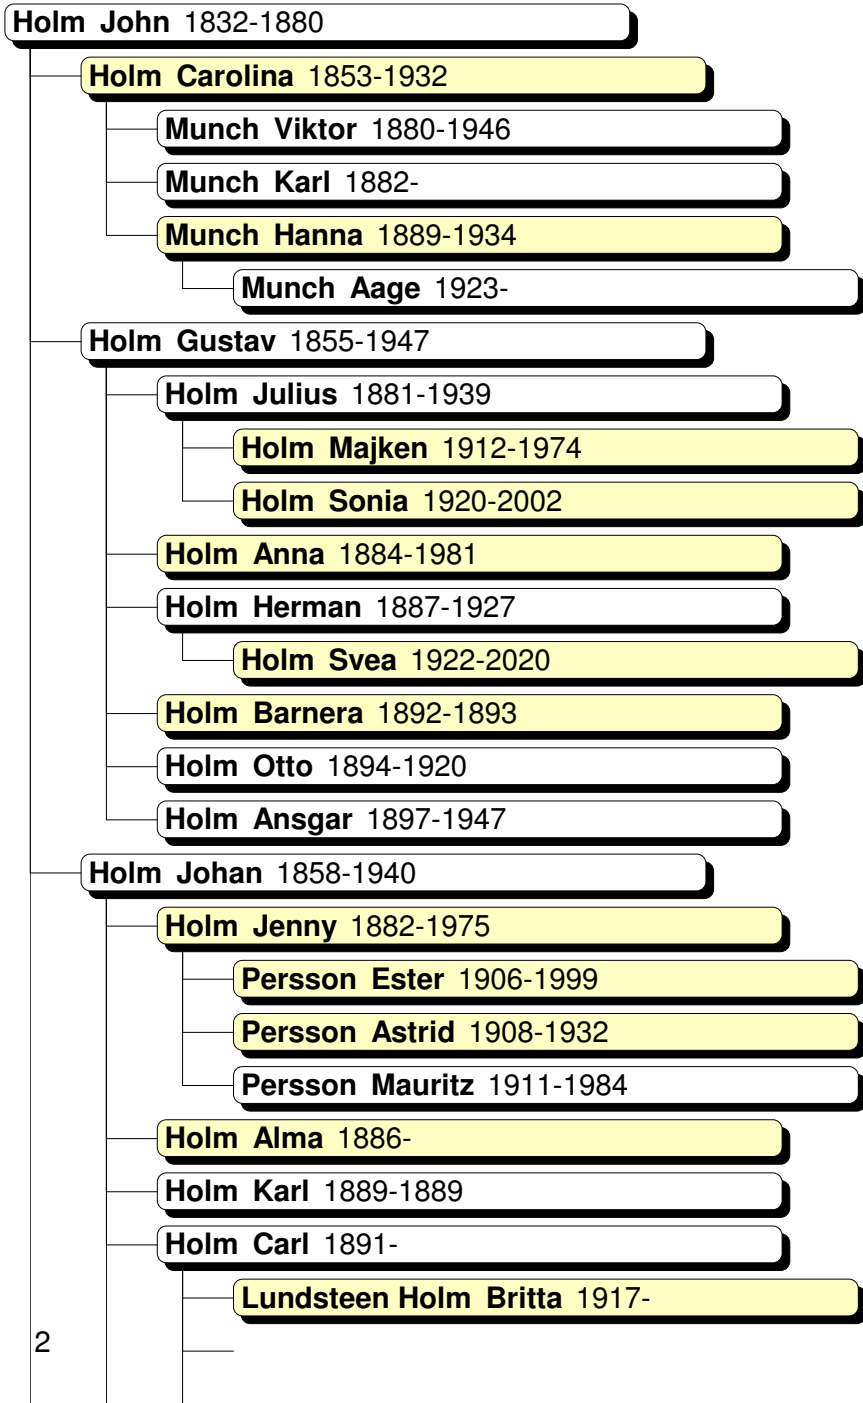 Holm John 1832-1880
Holm Carolina 1853-1932
Munch Viktor 1880-1946
Munch Karl 1882-
Munch Hanna 1889-1934
Munch Aage 1923-
Holm Gustav 1855-1947
Holm Julius 1881-1939
Holm Majken 1912-1974
Holm Sonia 1920-2002
Holm Anna 1884-1981
Holm Herman 1887-1927
Holm Svea 1922-2020
Holm Barnera 1892-1893
Holm Otto 1894-1920
Holm Ansgar 1897-1947
Holm Johan 1858-1940
Holm Jenny 1882-1975
Persson Ester 1906-1999
Persson Astrid 1908-1932
Persson Mauritz 1911-1984
Holm Alma 1886-
Holm Karl 1889-1889
Holm Carl 1891-
Lundsteen Holm Britta 1917-
2